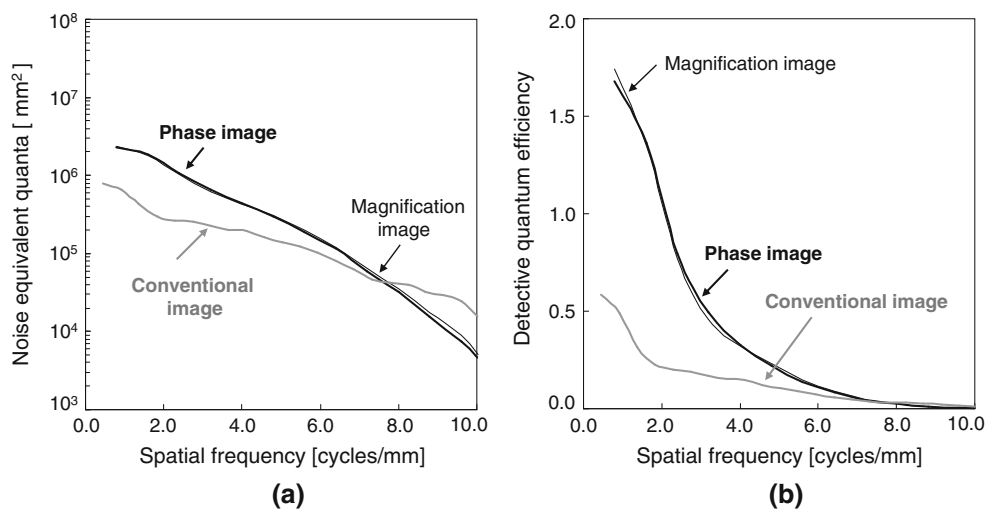 Noise equivalent quanta [ mm²]
10⁸
10⁷
10⁶
10⁵
10⁴
10³
Phase image
Magnification
image
Conventional
image
0.0 2.0 4.0 6.0 8.0 10.0
Spatial frequency [cycles/mm]
(a)
Detective quantum efficiency
2.0
1.5
1.0
0.5
0.0
Magnification image
Phase image
Conventional image
0.0 2.0 4.0 6.0 8.0 10.0
Spatial frequency [cycles/mm]
(b)